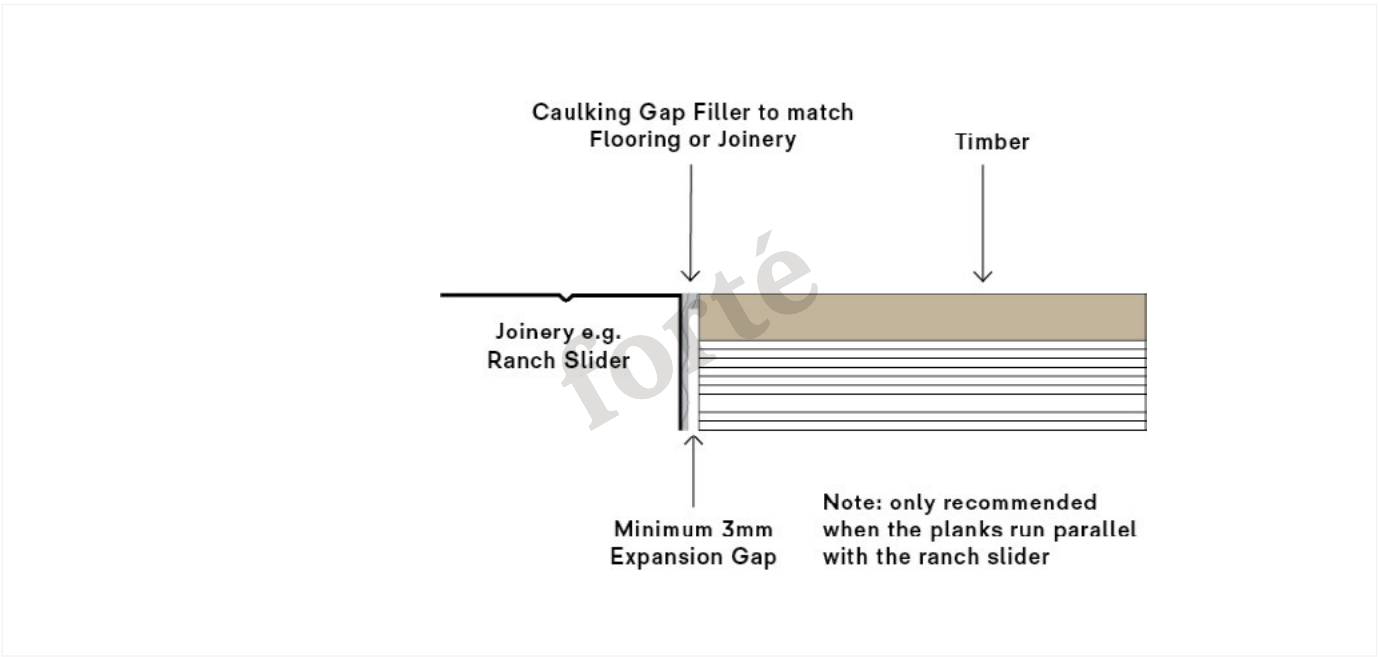 Caulking Gap Filler to match
Flooring or Joinery
Timber
Joinery e.g.
Ranch Slider
forté
Minimum 3mm
Expansion Gap
Note: only recommended
when the planks run parallel
with the ranch slider